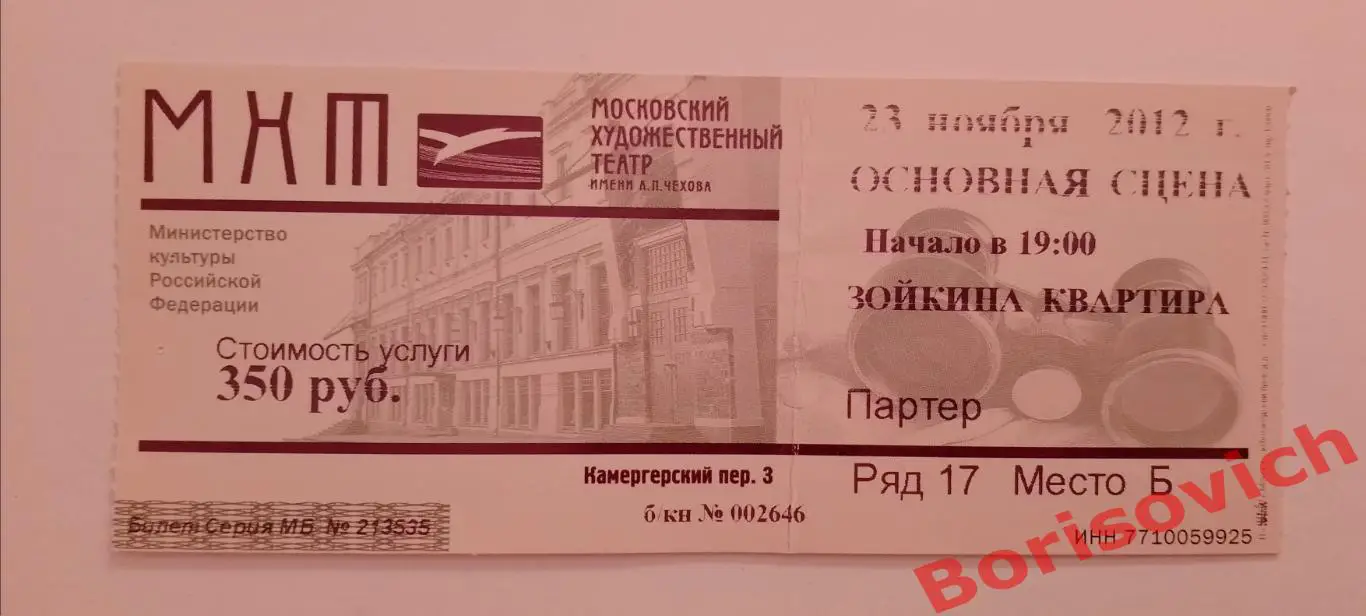 МХТ
МОСКОВСКИЙ
ХУДОЖЕСТВЕННЫЙ
ТЕАТР
ИМЕНИ А.П.ЧЕХОВА
Министерство
культуры
Российской
Федерации
Стоимость услуги
350 руб.
Камергерский пер. 3
б/кн № 002646
Билет Серия МБ № 213535
23 ноября 2012 г.
ОСНОВНАЯ СЦЕНА
Начало в 19:00
ЗОЙКИНА КВАРТИРА
Партер
Ряд 17 Место Б
ИНН 7710059925
Borisovich